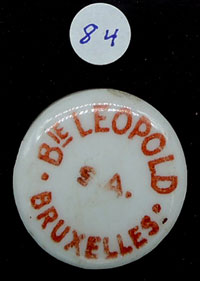 84
• BIE LEOPOLD •
S.A.
BRUXELLES.